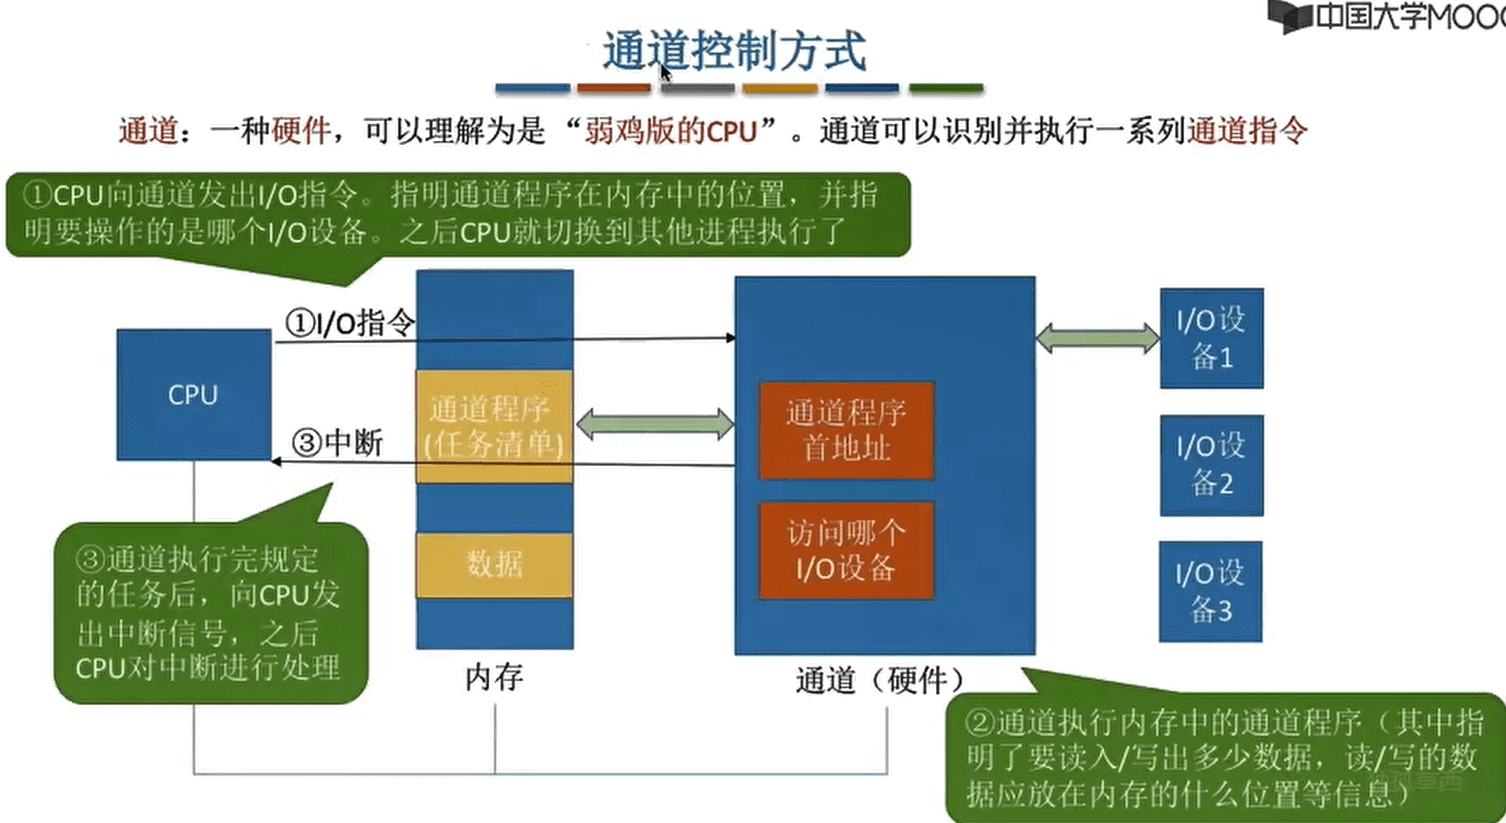 中国大学MOOC
通道控制方式
通道：一种硬件，可以理解为是“弱鸡版的CPU”。通道可以识别并执行一系列通道指令
①CPU向通道发出I/O指令。指明通道程序在内存中的位置，并指
明要操作的是哪个I/O设备。之后CPU就切换到其他进程执行了
①I/O指令
CPU
通道程序
(任务清单)
③中断
数据
内存
通道程序
首地址
访问哪个
I/O设备
通道（硬件）
I/O设
备1
I/O设
备2
I/O设
备3
③通道执行完规定
的任务后，向CPU发
出中断信号，之后
CPU对中断进行处理
②通道执行内存中的通道程序（其中指
明了要读入/写出多少数据，读/写的数
据应放在内存的什么位置等信息）